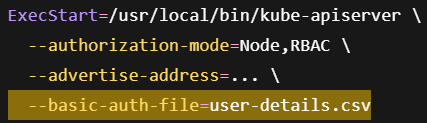 ExecStart=/usr/local/bin/kube-apiserver \
--authorization-mode=Node,RBAC \
--advertise-address=... \
--basic-auth-file=user-details.csv